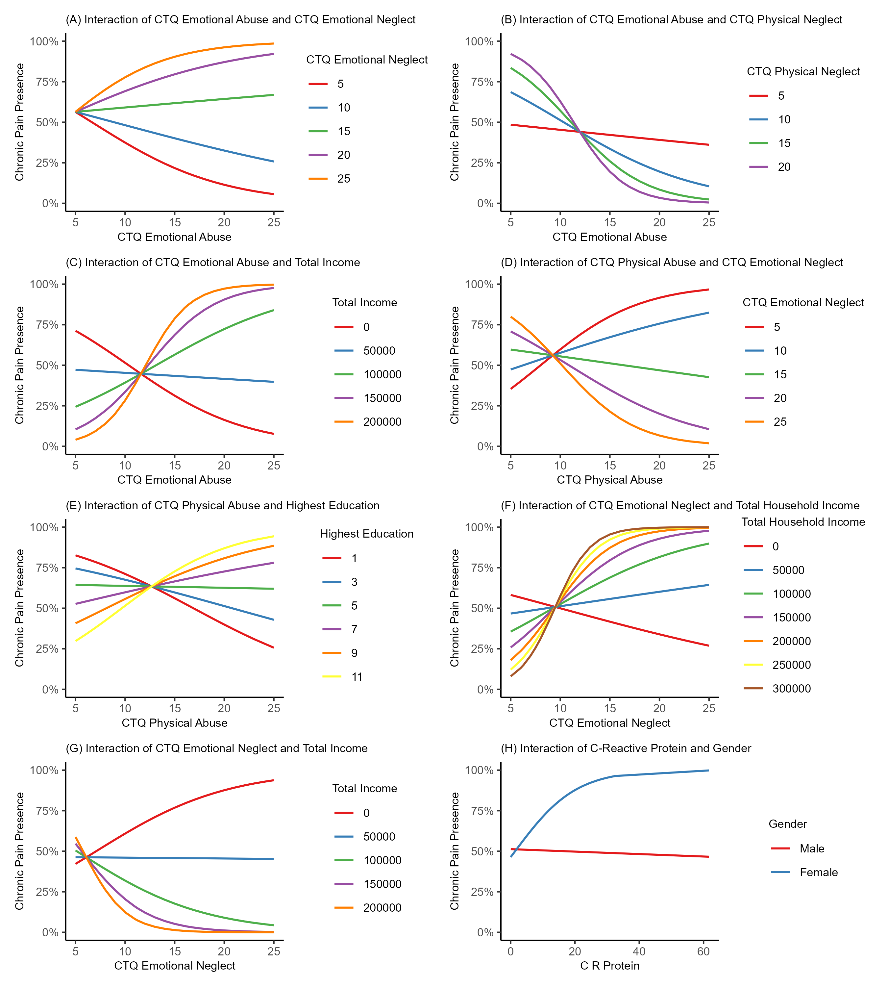 (A) Interaction of CTQ Emotional Abuse and CTQ Emotional Neglect
100%
75%
50%
25%
0%
Chronic Pain Presence
5 10 15 20 25
CTQ Emotional Abuse
CTQ Emotional Neglect
5
10
15
20
25
(B) Interaction of CTQ Emotional Abuse and CTQ Physical Neglect
100%
75%
50%
25%
0%
Chronic Pain Presence
5 10 15 20 25
CTQ Emotional Abuse
CTQ Physical Neglect
5
10
15
20
(C) Interaction of CTQ Emotional Abuse and Total Income
100%
75%
50%
25%
0%
Chronic Pain Presence
5 10 15 20 25
CTQ Emotional Abuse
Total Income
0
50000
100000
150000
200000
(D) Interaction of CTQ Physical Abuse and CTQ Emotional Neglect
100%
75%
50%
25%
0%
Chronic Pain Presence
5 10 15 20 25
CTQ Physical Abuse
CTQ Emotional Neglect
5
10
15
20
25
(E) Interaction of CTQ Physical Abuse and Highest Education
100%
75%
50%
25%
0%
Chronic Pain Presence
5 10 15 20 25
CTQ Physical Abuse
Highest Education
1
3
5
7
9
11
(F) Interaction of CTQ Emotional Neglect and Total Household Income
100%
75%
50%
25%
0%
Chronic Pain Presence
5 10 15 20 25
CTQ Emotional Neglect
Total Household Income
0
50000
100000
150000
200000
250000
300000
(G) Interaction of CTQ Emotional Neglect and Total Income
100%
75%
50%
25%
0%
Chronic Pain Presence
5 10 15 20 25
CTQ Emotional Neglect
Total Income
0
50000
100000
150000
200000
(H) Interaction of C-Reactive Protein and Gender
100%
75%
50%
25%
0%
Chronic Pain Presence
0 20 40 60
C R Protein
Gender
Male
Female